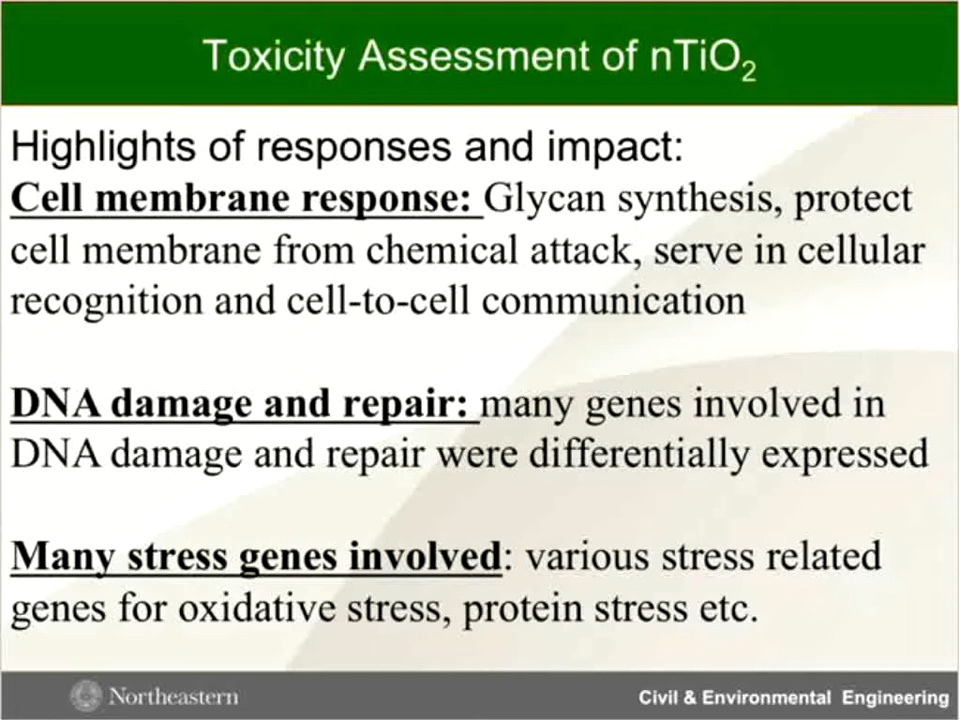 Toxicity Assessment of nTiO₂
Highlights of responses and impact:
Cell membrane response: Glycan synthesis, protect
cell membrane from chemical attack, serve in cellular
recognition and cell-to-cell communication
DNA damage and repair: many genes involved in
DNA damage and repair were differentially expressed
Many stress genes involved: various stress related
genes for oxidative stress, protein stress etc.
Northeastern
Civil & Environmental Engineering